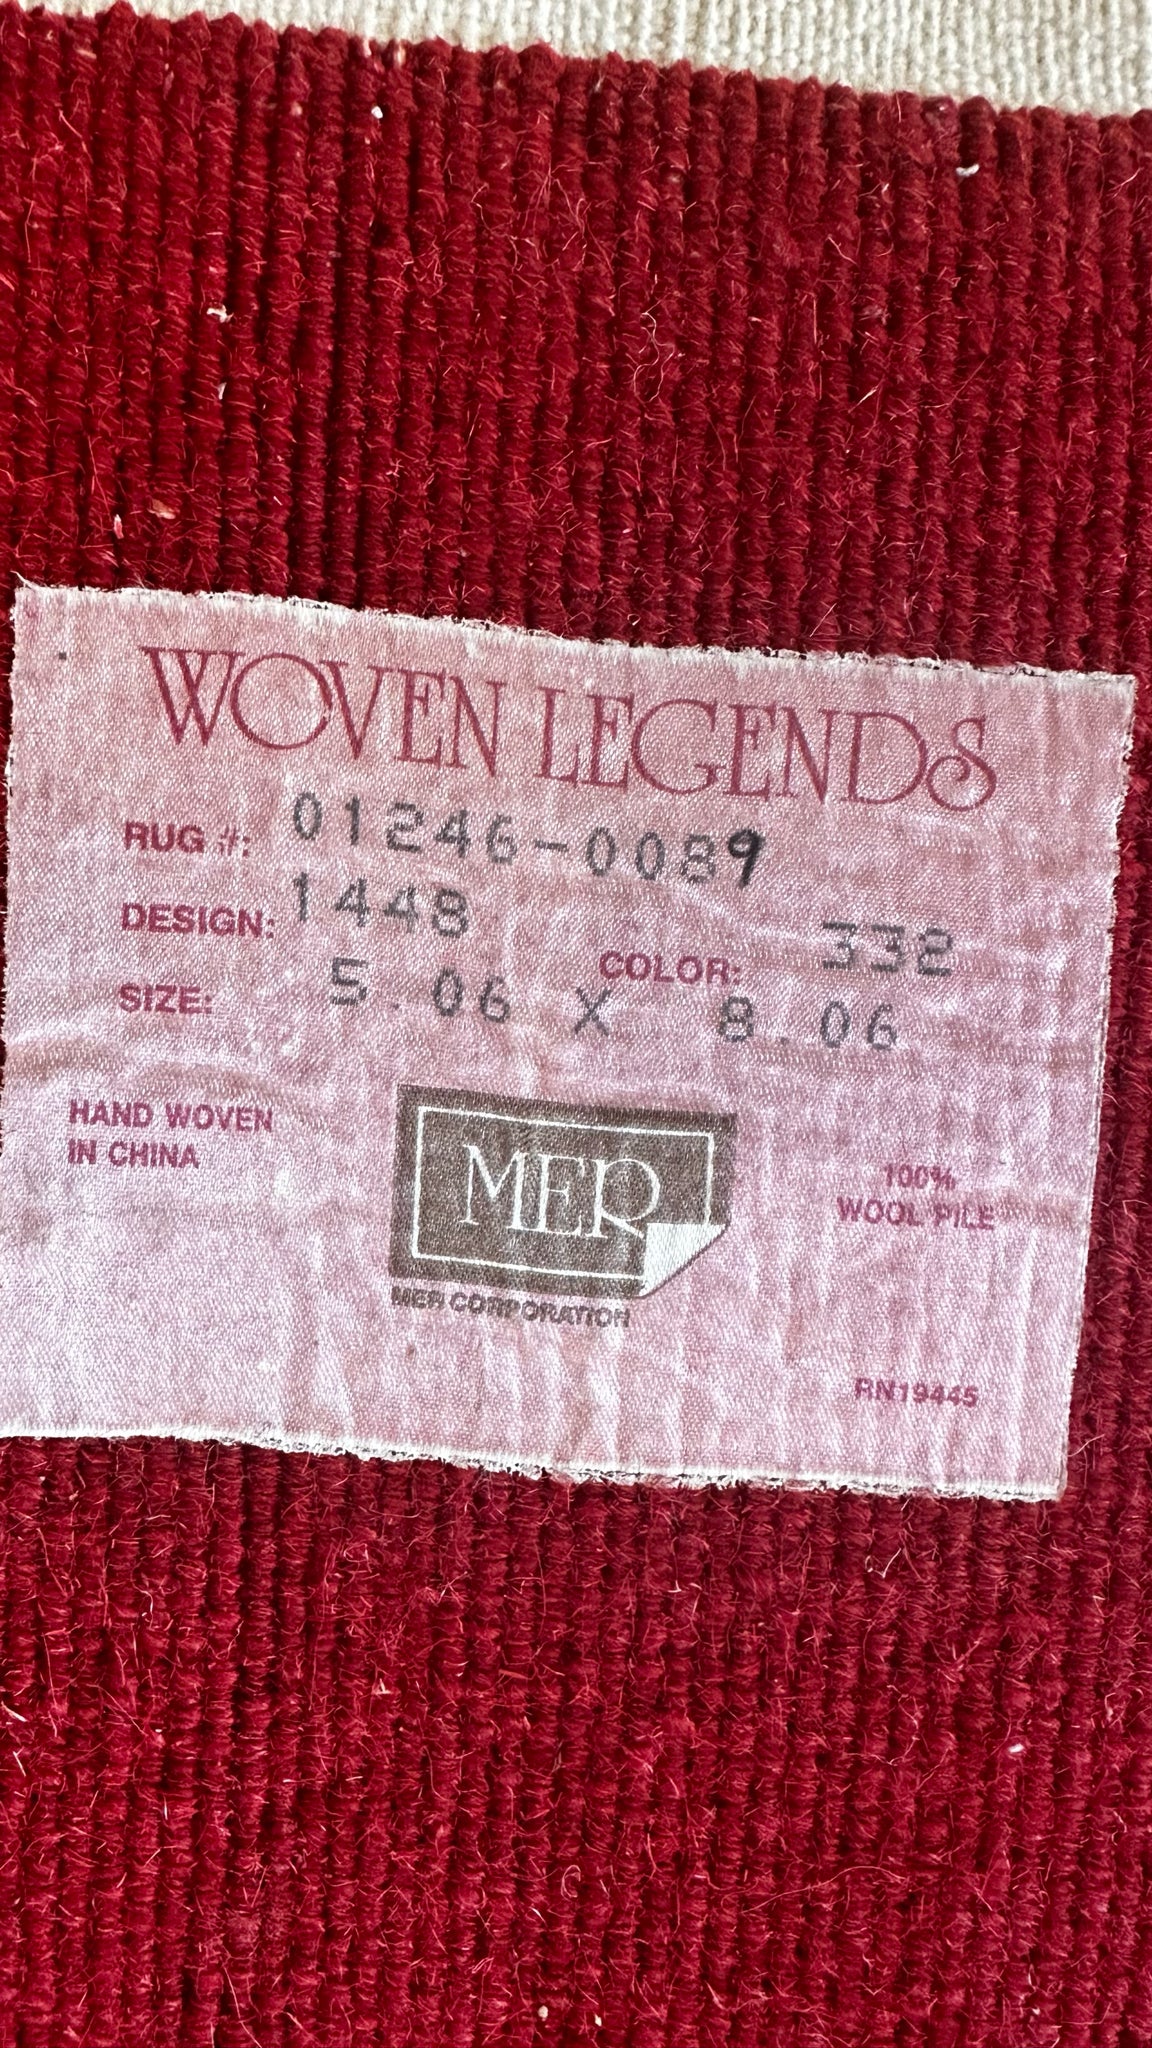 WOVEN LEGENDS
RUG #: 01246-0089
DESIGN: 1448 COLOR: 332
SIZE: 5.06 X 8.06
HAND WOVEN
IN CHINA
MER
MER CORPORATION
100%
WOOL PILE
RN19445